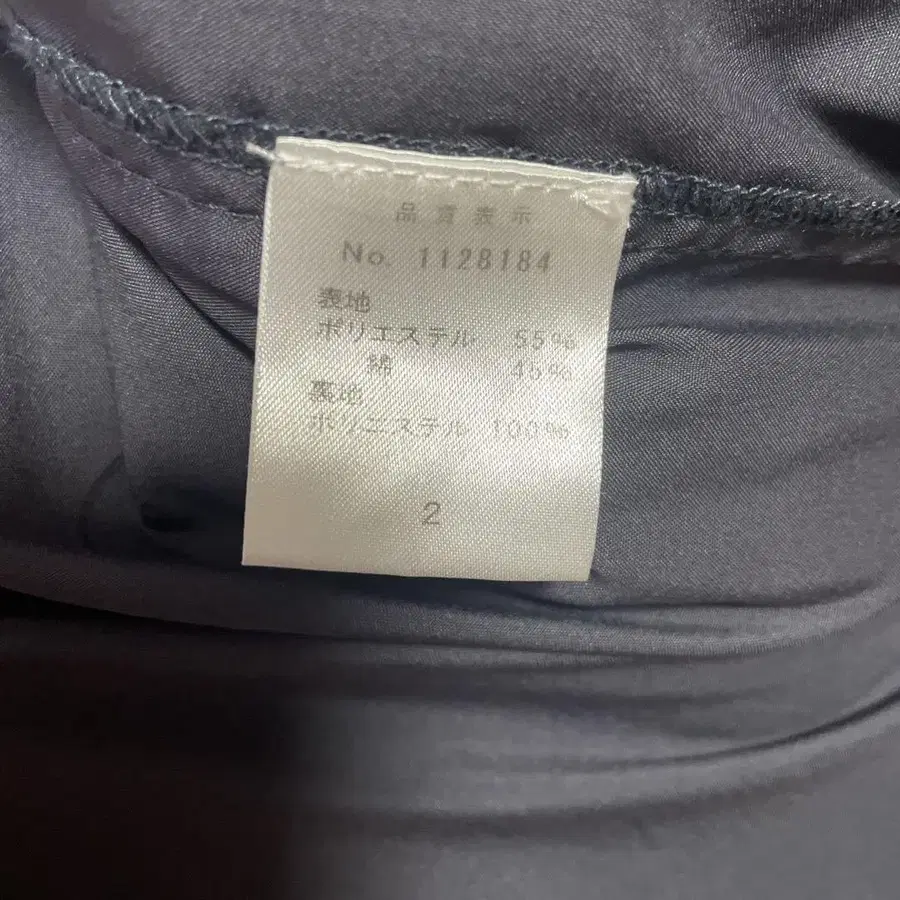 品質表示
No. 1128184
表地
ポリエステル 55%
綿 45%
裏地
ポリエステル 100%
2